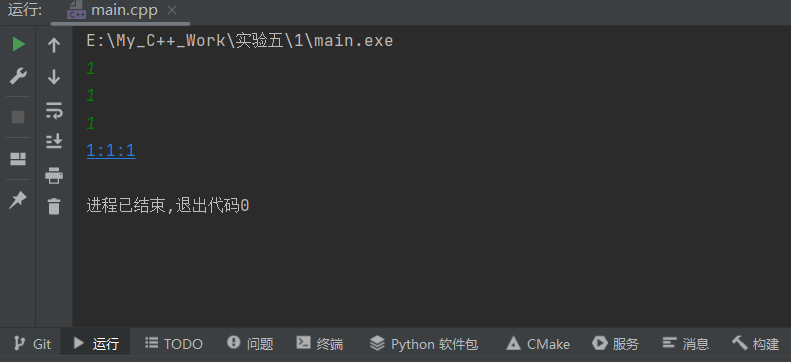 运行: main.cpp
E:\My_C++_Work\实验五\1\main.exe
1
1
1
1:1:1
进程已结束,退出代码0
Git 运行 TODO 问题 终端 Python 软件包 CMake 服务 消息 构建